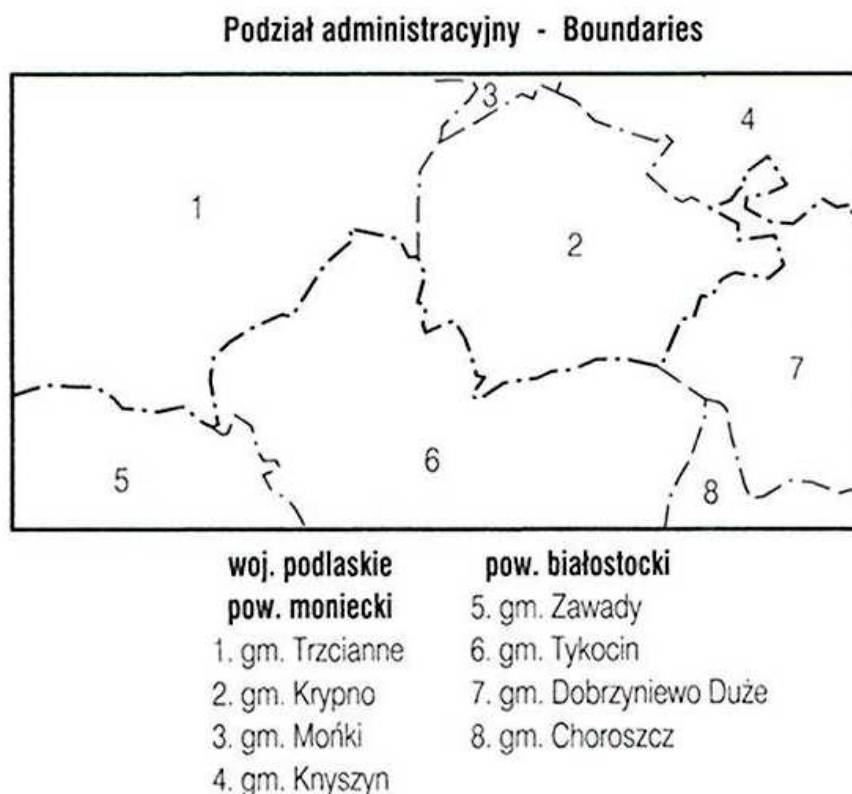 Podział administracyjny - Boundaries
3
4
1
2
7
6
5
8
woj. podlaskie
pow. moniecki
1. gm. Trzcianne
2. gm. Krypno
3. gm. Mońki
4. gm. Knyszyn
pow. białostocki
5. gm. Zawady
6. gm. Tykocin
7. gm. Dobrzyniewo Duże
8. gm. Choroszcz